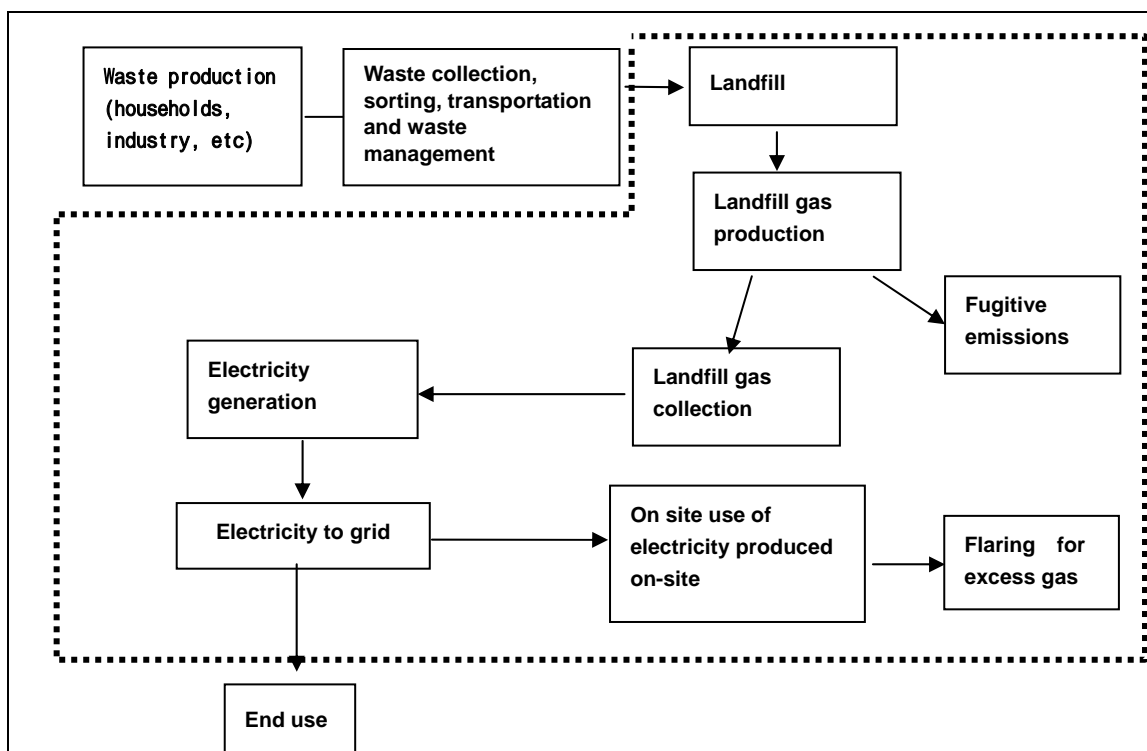 Waste production
(households,
industry, etc)
Waste collection,
sorting, transportation
and waste
management
Landfill
Landfill gas
production
Fugitive
emissions
Landfill gas
collection
Electricity
generation
Electricity to grid
On site use of
electricity produced
on-site
Flaring for
excess gas
End use